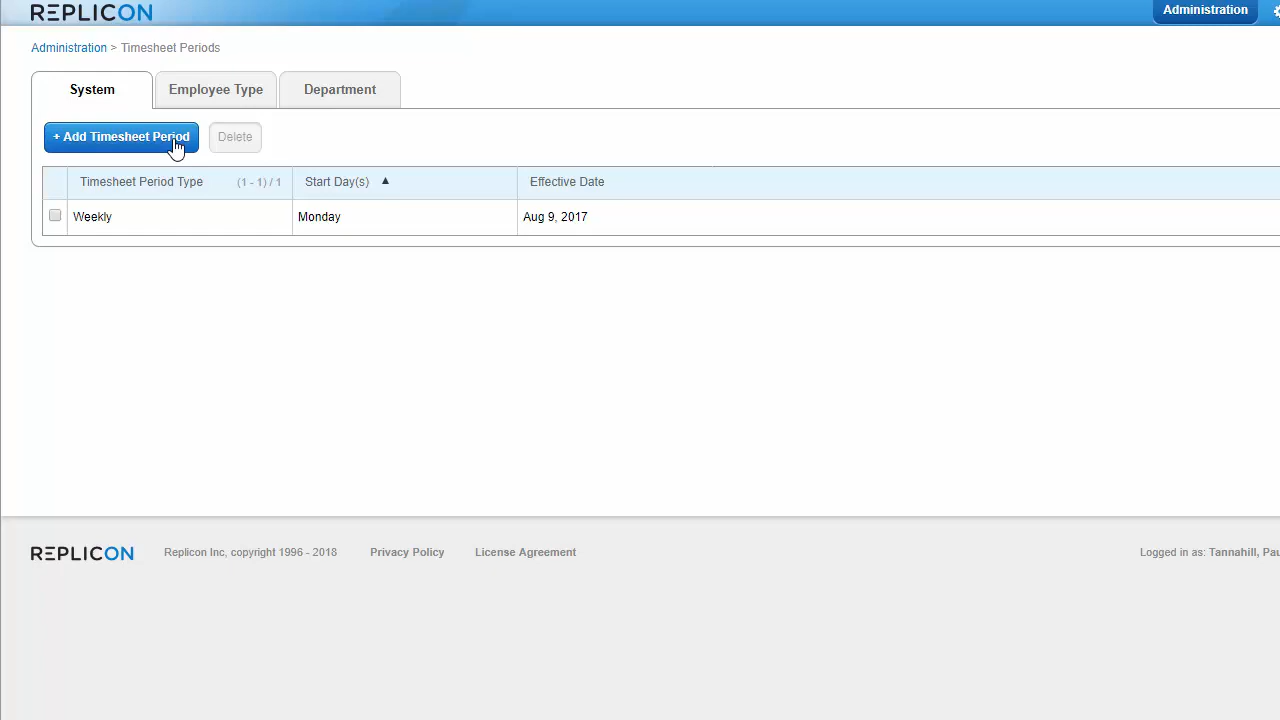 REPLICON
Administration
Administration > Timesheet Periods
System
Employee Type
Department
+ Add Timesheet Period
Delete
Timesheet Period Type (1 - 1) / 1 Start Day(s) ▲ Effective Date
Weekly Monday Aug 9, 2017
REPLICON Replicon Inc, copyright 1996 - 2018 Privacy Policy License Agreement Logged in as: Tannahill, Pau